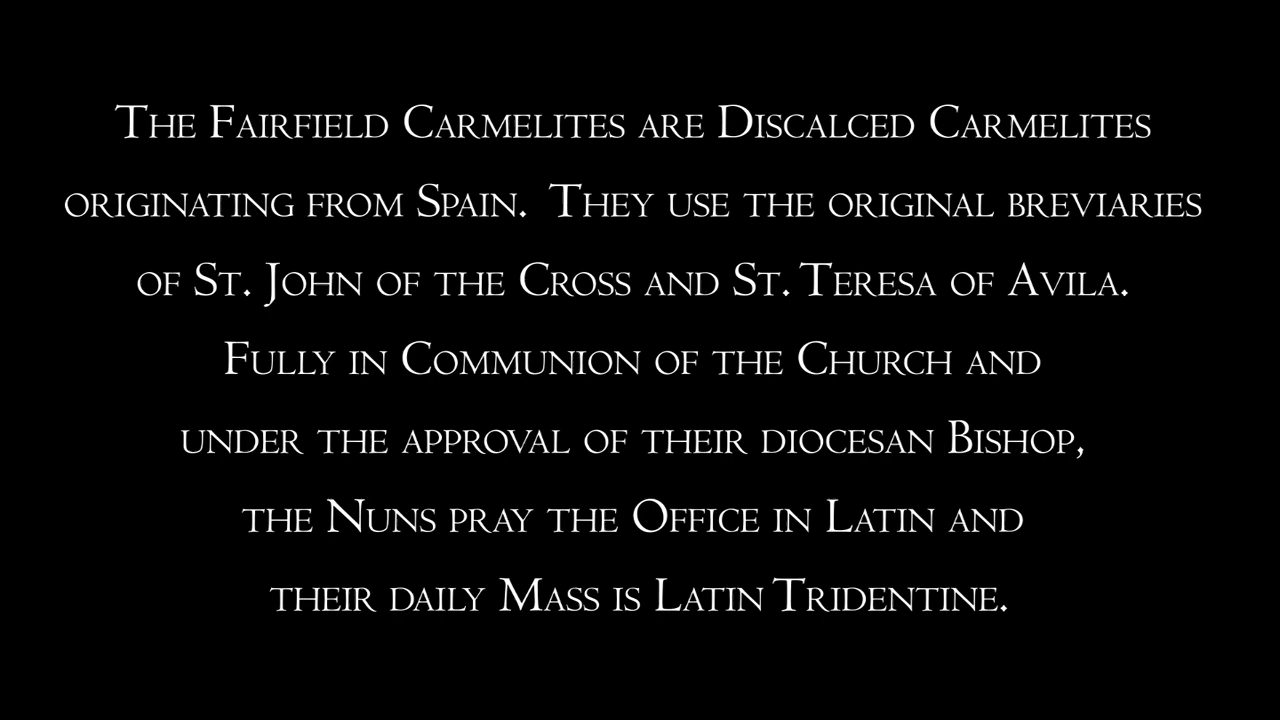 The Fairfield Carmelites are Discalced Carmelites
originating from Spain.  They use the original breviaries
of St. John of the Cross and St. Teresa of Avila.
Fully in Communion of the Church and
under the approval of their diocesan Bishop,
the Nuns pray the Office in Latin and
their daily Mass is Latin Tridentine.